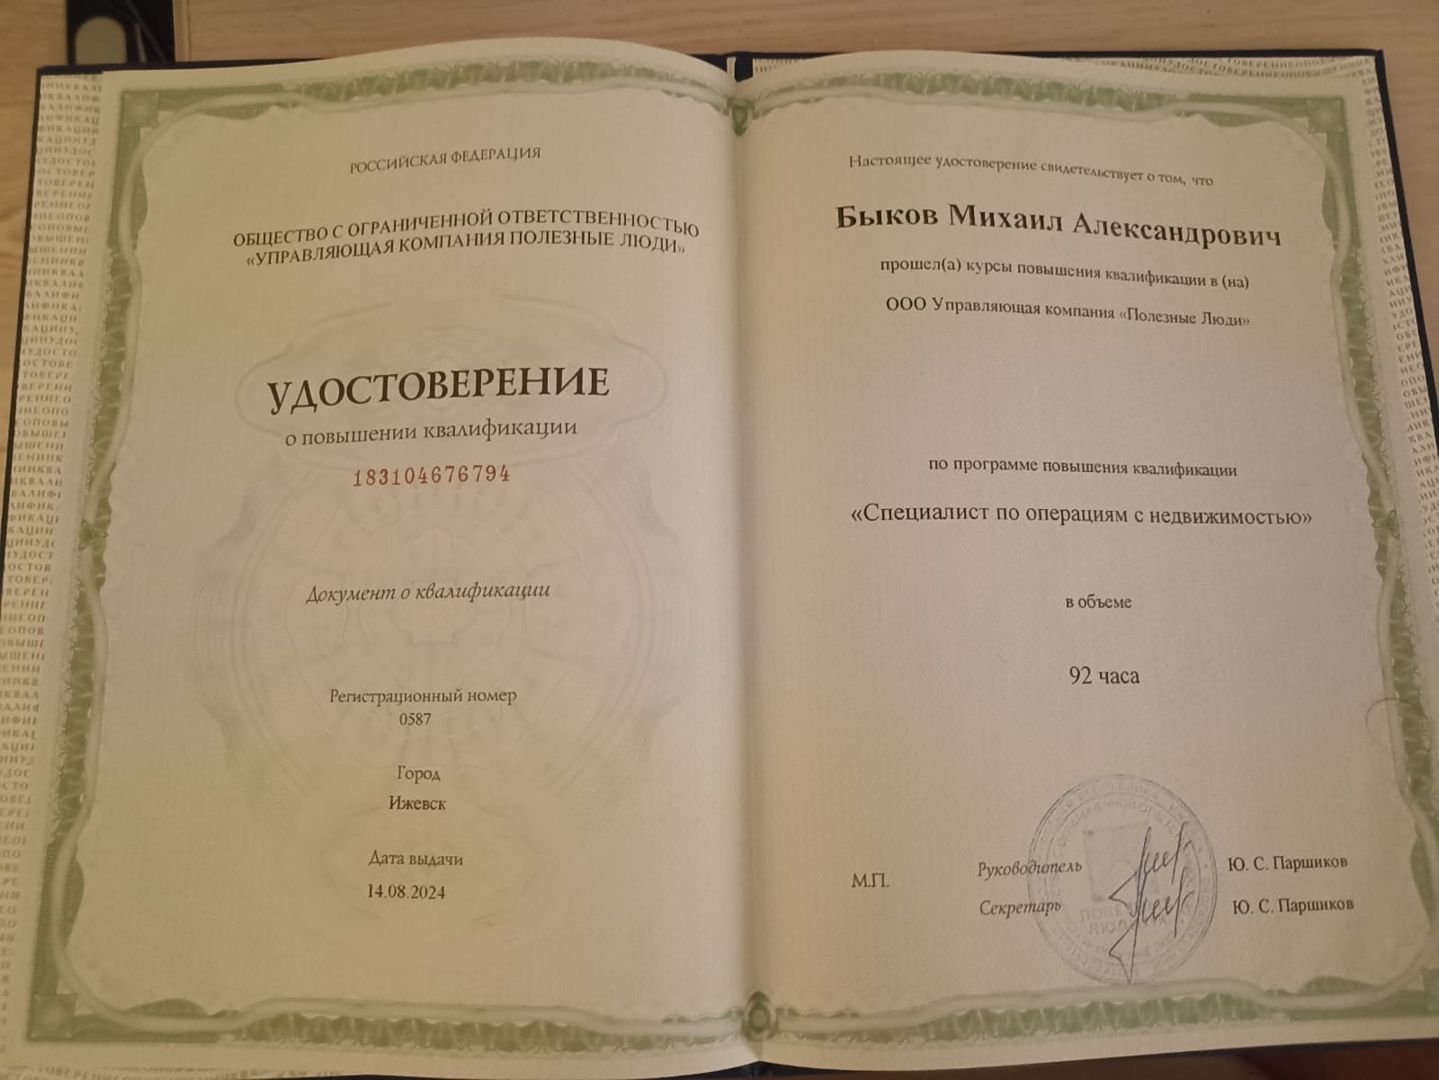 РОССИЙСКАЯ ФЕДЕРАЦИЯ
ОБЩЕСТВО С ОГРАНИЧЕННОЙ ОТВЕТСТВЕННОСТЬЮ
«УПРАВЛЯЮЩАЯ КОМПАНИЯ ПОЛЕЗНЫЕ ЛЮДИ»
УДОСТОВЕРЕНИЕ
о повышении квалификации
183104676794
Документ о квалификации
Регистрационный номер
0587
Город
Ижевск
Дата выдачи
14.08.2024
Настоящее удостоверение свидетельствует о том, что
Быков Михаил Александрович
прошел(а) курсы повышения квалификации в (на)
ООО Управляющая компания «Полезные Люди»
по программе повышения квалификации
«Специалист по операциям с недвижимостью»
в объеме
92 часа
М.П.
Руководитель Ю. С. Паршиков
Секретарь Ю. С. Паршиков